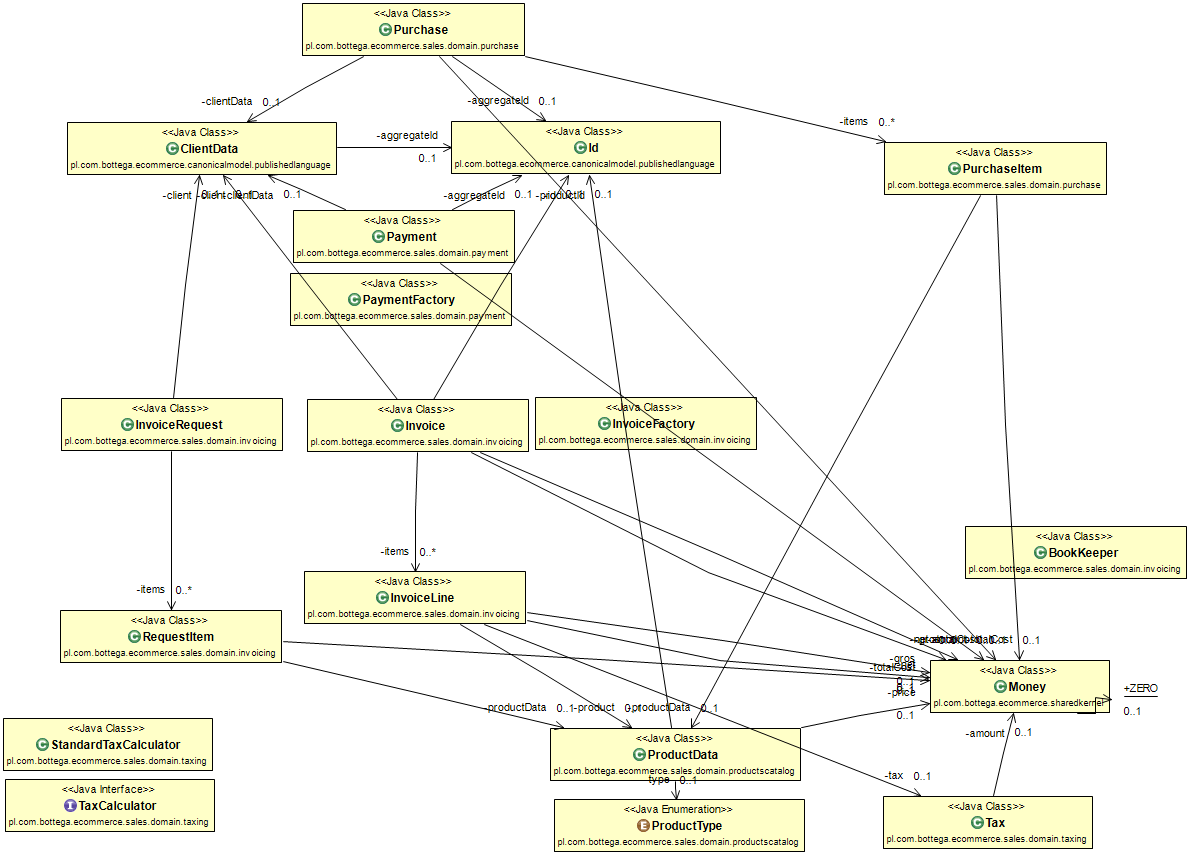 <<Java Class>>
Purchase
pl.com.bottega.ecommerce.sales.domain.purchase
-clientData 0..1
-aggregateId 0..1
-items 0..*
<<Java Class>>
ClientData
pl.com.bottega.ecommerce.canonicalmodel.publishedlanguage
-aggregateId
0..1
<<Java Class>>
Id
pl.com.bottega.ecommerce.canonicalmodel.publishedlanguage
<<Java Class>>
PurchaseItem
pl.com.bottega.ecommerce.sales.domain.purchase
-client 0..1
-client
-clientData 0..1
-aggregateId 0..1
-productId 0..1
<<Java Class>>
Payment
pl.com.bottega.ecommerce.sales.domain.payment
<<Java Class>>
PaymentFactory
pl.com.bottega.ecommerce.sales.domain.payment
<<Java Class>>
InvoiceRequest
pl.com.bottega.ecommerce.sales.domain.invoicing
<<Java Class>>
Invoice
pl.com.bottega.ecommerce.sales.domain.invoicing
<<Java Class>>
InvoiceFactory
pl.com.bottega.ecommerce.sales.domain.invoicing
<<Java Class>>
BookKeeper
pl.com.bottega.ecommerce.sales.domain.invoicing
-items 0..*
-items 0..*
<<Java Class>>
InvoiceLine
pl.com.bottega.ecommerce.sales.domain.invoicing
<<Java Class>>
RequestItem
pl.com.bottega.ecommerce.sales.domain.invoicing
0..1
-gros
-totalCost
0..1
-price
0..1
<<Java Class>>
Money
pl.com.bottega.ecommerce.sharedkernel
+ZERO
0..1
-productData 0..1
-product 0..1
-productData 0..1
-amount 0..1
<<Java Class>>
StandardTaxCalculator
pl.com.bottega.ecommerce.sales.domain.taxing
<<Java Class>>
ProductData
pl.com.bottega.ecommerce.sales.domain.productscatalog
-type 0..1
-tax 0..1
<<Java Interface>>
TaxCalculator
pl.com.bottega.ecommerce.sales.domain.taxing
<<Java Enumeration>>
ProductType
pl.com.bottega.ecommerce.sales.domain.productscatalog
<<Java Class>>
Tax
pl.com.bottega.ecommerce.sales.domain.taxing